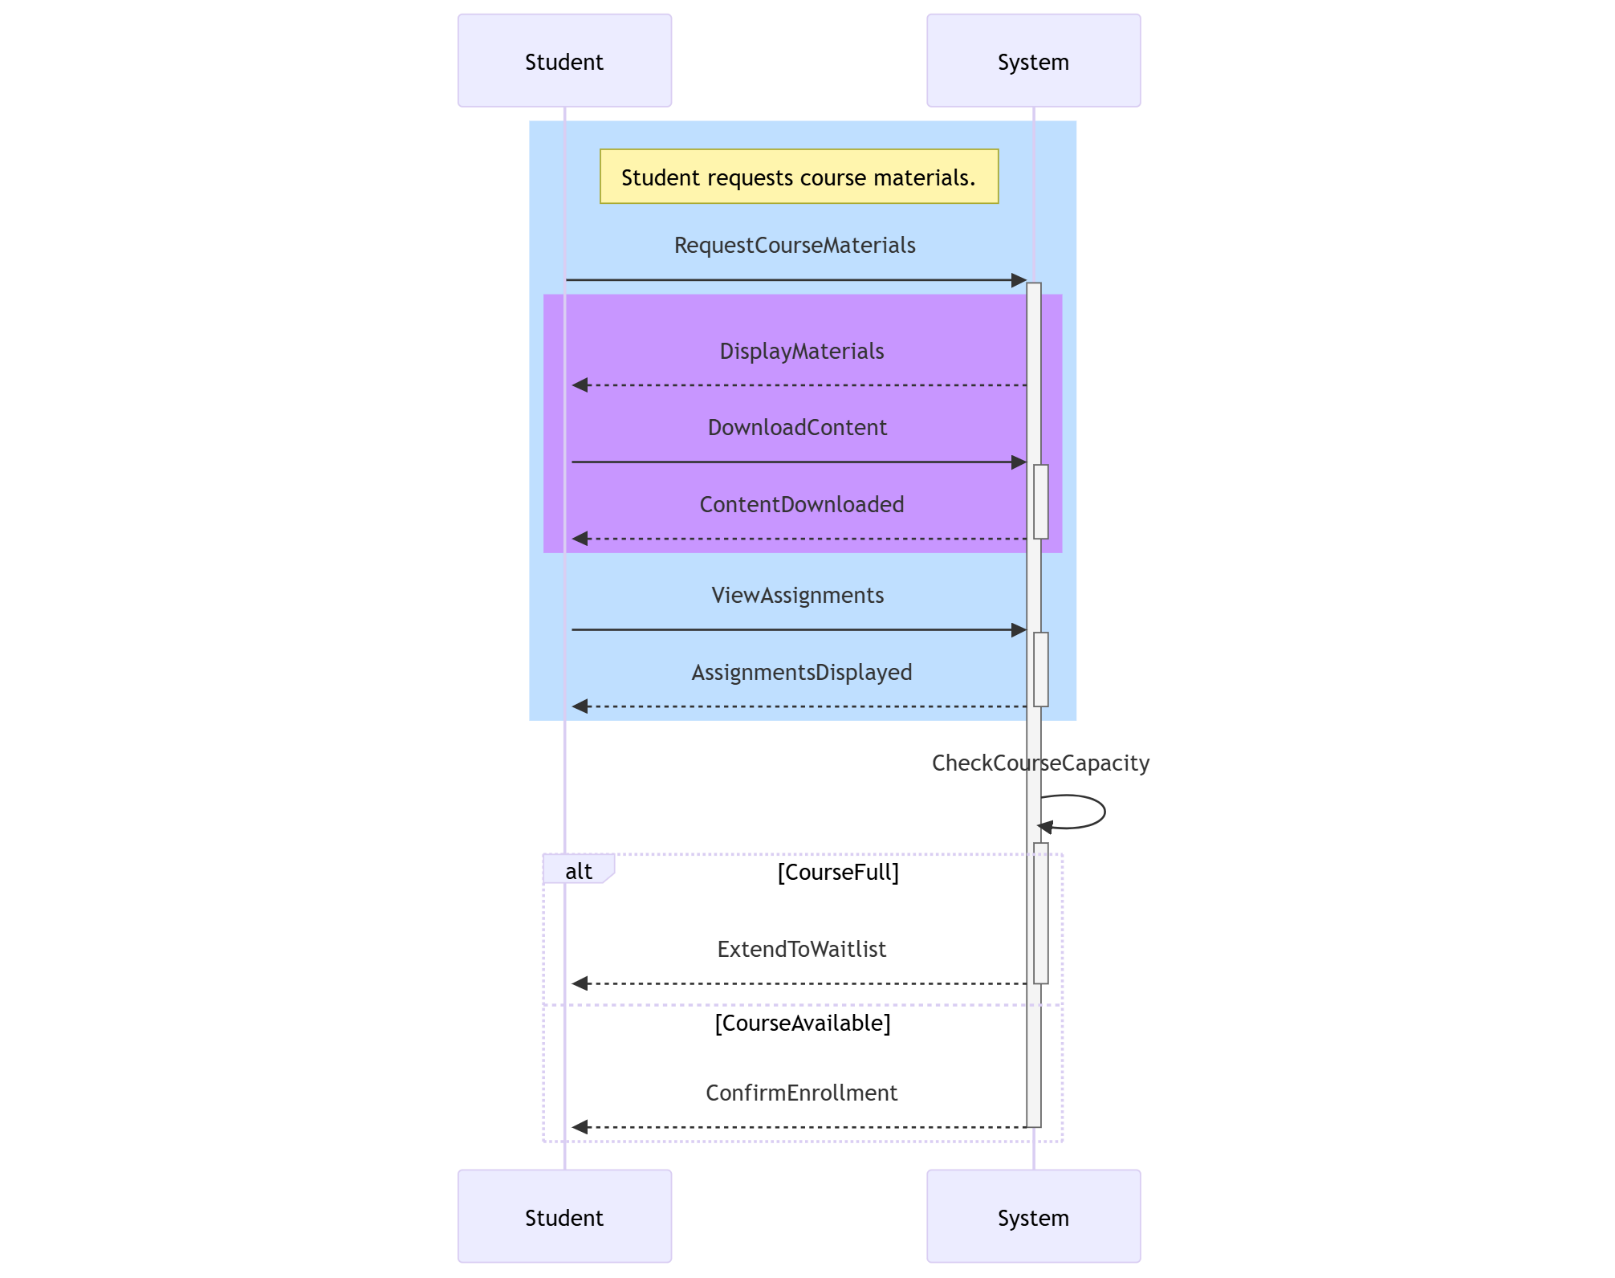 Student
System
Student requests course materials.
RequestCourseMaterials
DisplayMaterials
DownloadContent
ContentDownloaded
ViewAssignments
AssignmentsDisplayed
CheckCourseCapacity
alt
[CourseFull]
ExtendToWaitlist
[CourseAvailable]
ConfirmEnrollment
Student
System